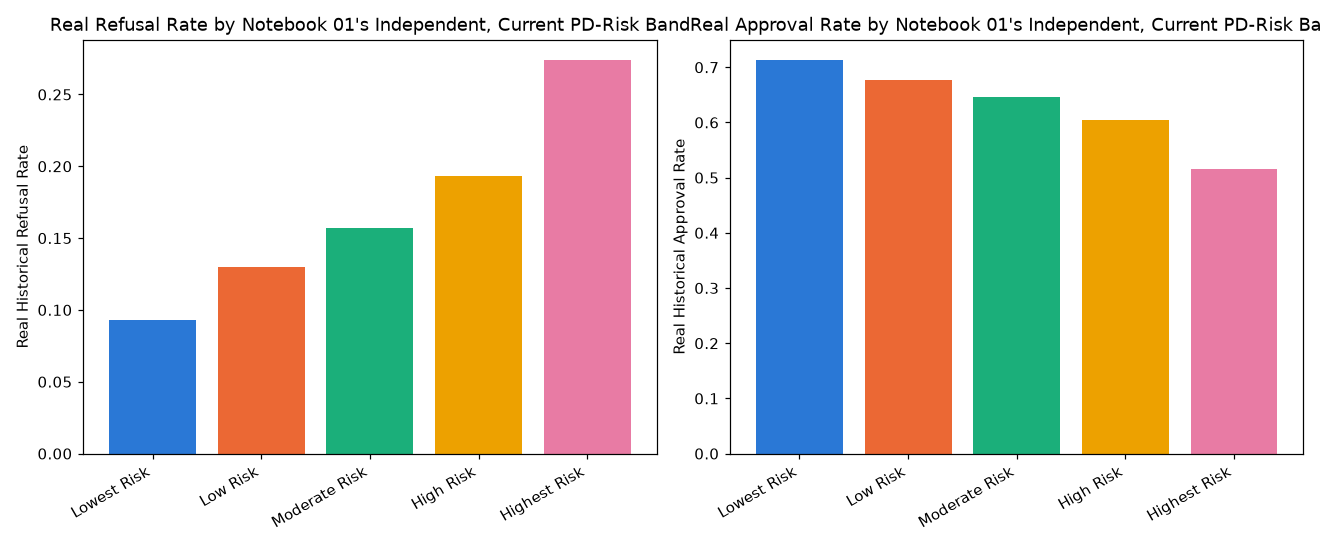 Real Refusal Rate by Notebook 01's Independent, Current PD-Risk Band
Real Historical Refusal Rate
0.25
0.20
0.15
0.10
0.05
0.00
Lowest Risk
Low Risk
Moderate Risk
High Risk
Highest Risk
Real Approval Rate by Notebook 01's Independent, Current PD-Risk Ba
Real Historical Approval Rate
0.7
0.6
0.5
0.4
0.3
0.2
0.1
0.0
Lowest Risk
Low Risk
Moderate Risk
High Risk
Highest Risk